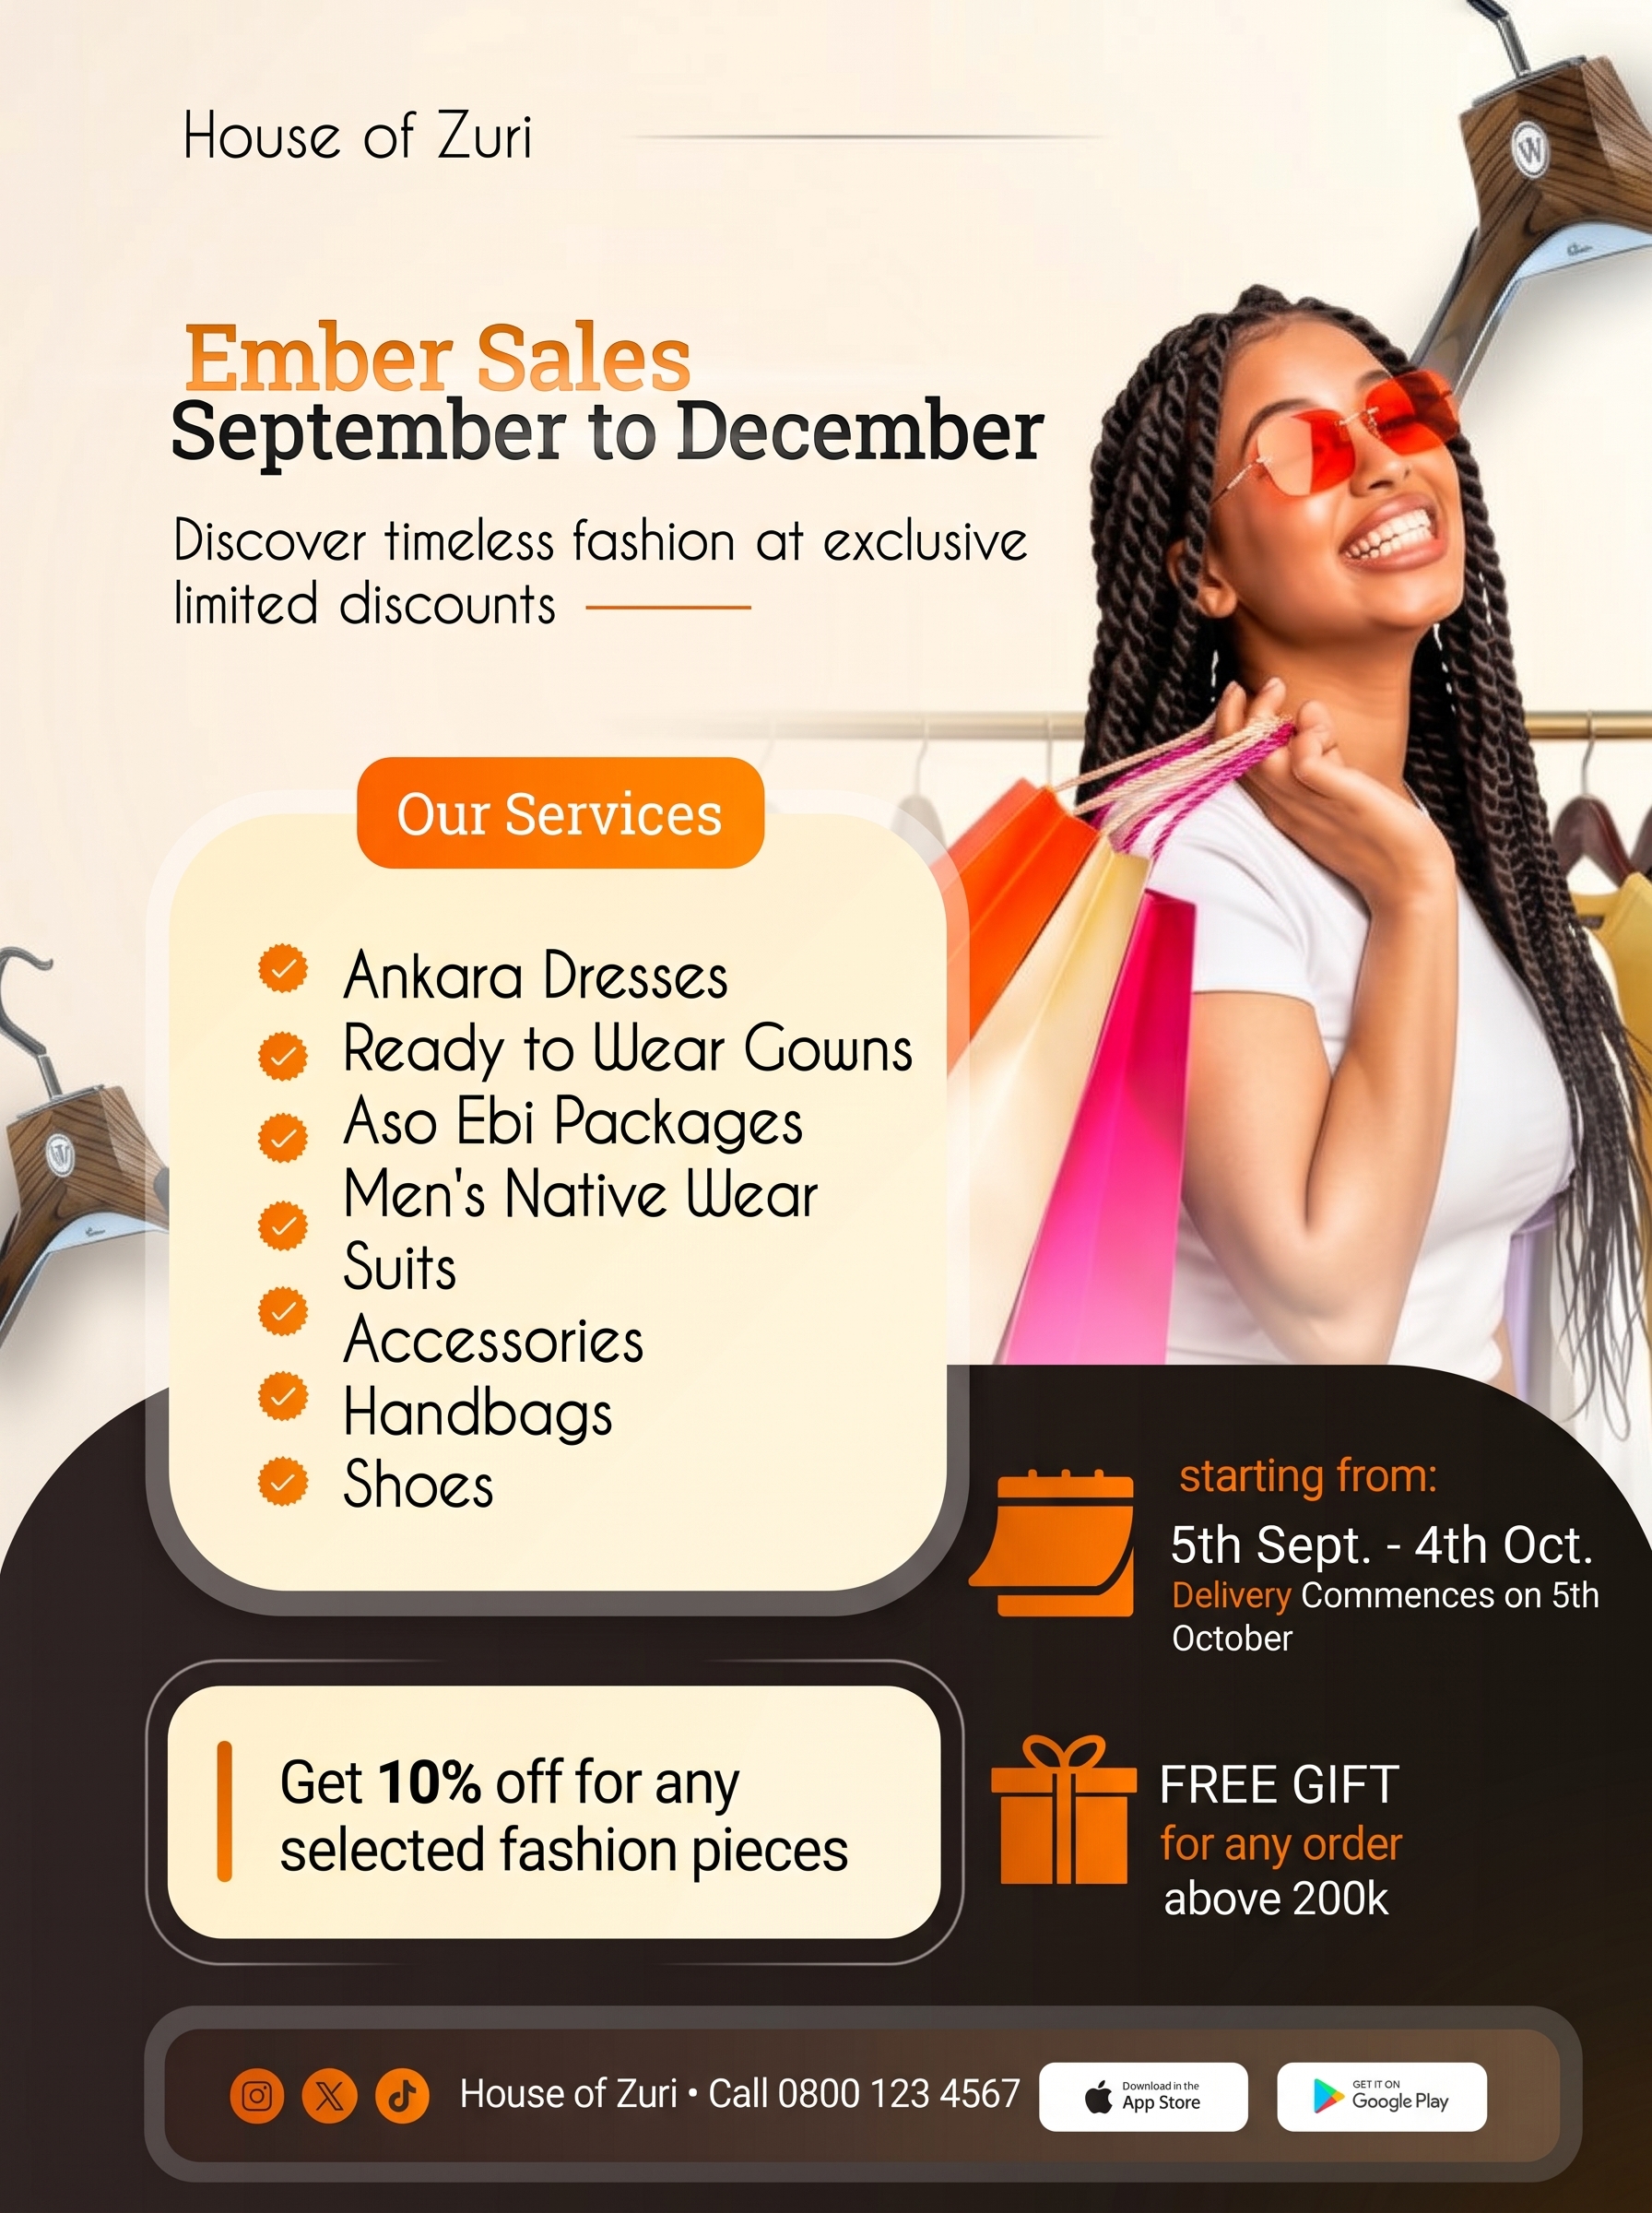 House of Zuri
Ember Sales
September to December
Discover timeless fashion at exclusive
limited discounts
Our Services
Ankara Dresses
Ready to Wear Gowns
Aso Ebi Packages
Men's Native Wear
Suits
Accessories
Handbags
Shoes
starting from:
5th Sept. - 4th Oct.
Delivery Commences on 5th
October
Get 10% off for any
selected fashion pieces
FREE GIFT
for any order
above 200k
House of Zuri • Call 0800 123 4567
Download in the
App Store
GET IT ON
Google Play
W